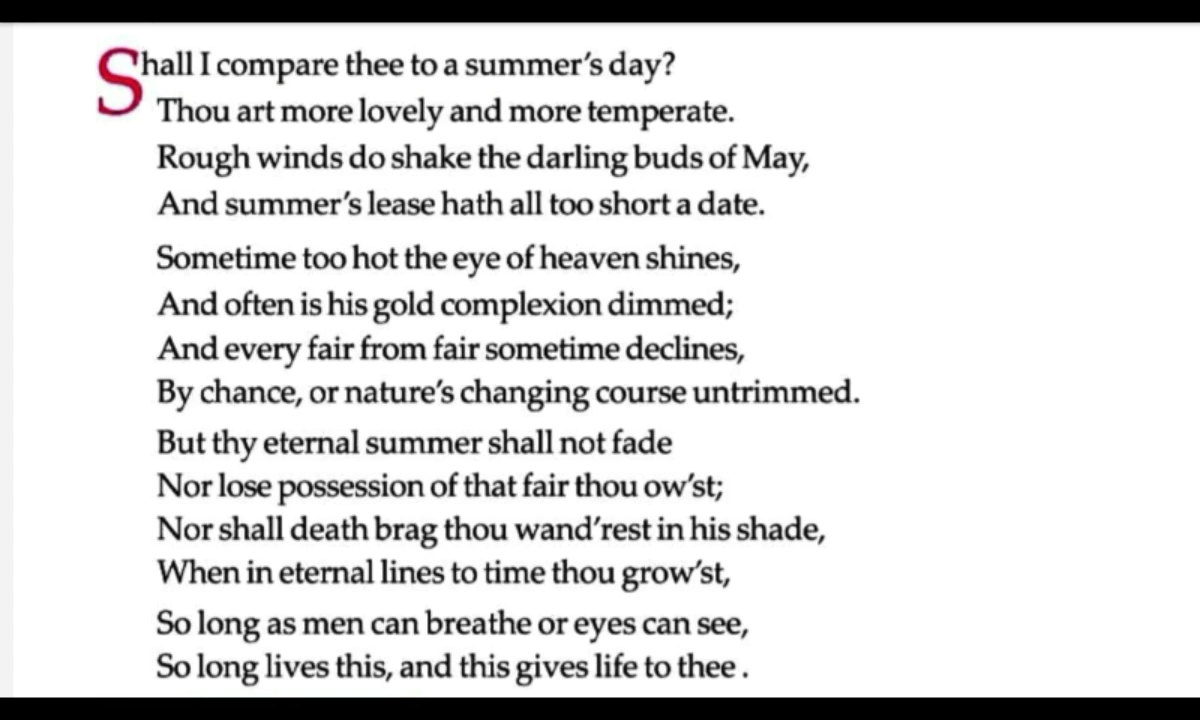 Shall I compare thee to a summer's day?
Thou art more lovely and more temperate.
Rough winds do shake the darling buds of May,
And summer's lease hath all too short a date.
Sometime too hot the eye of heaven shines,
And often is his gold complexion dimmed;
And every fair from fair sometime declines,
By chance, or nature's changing course untrimmed.
But thy eternal summer shall not fade
Nor lose possession of that fair thou ow'st;
Nor shall death brag thou wand'rest in his shade,
When in eternal lines to time thou grow'st,
So long as men can breathe or eyes can see,
So long lives this, and this gives life to thee .